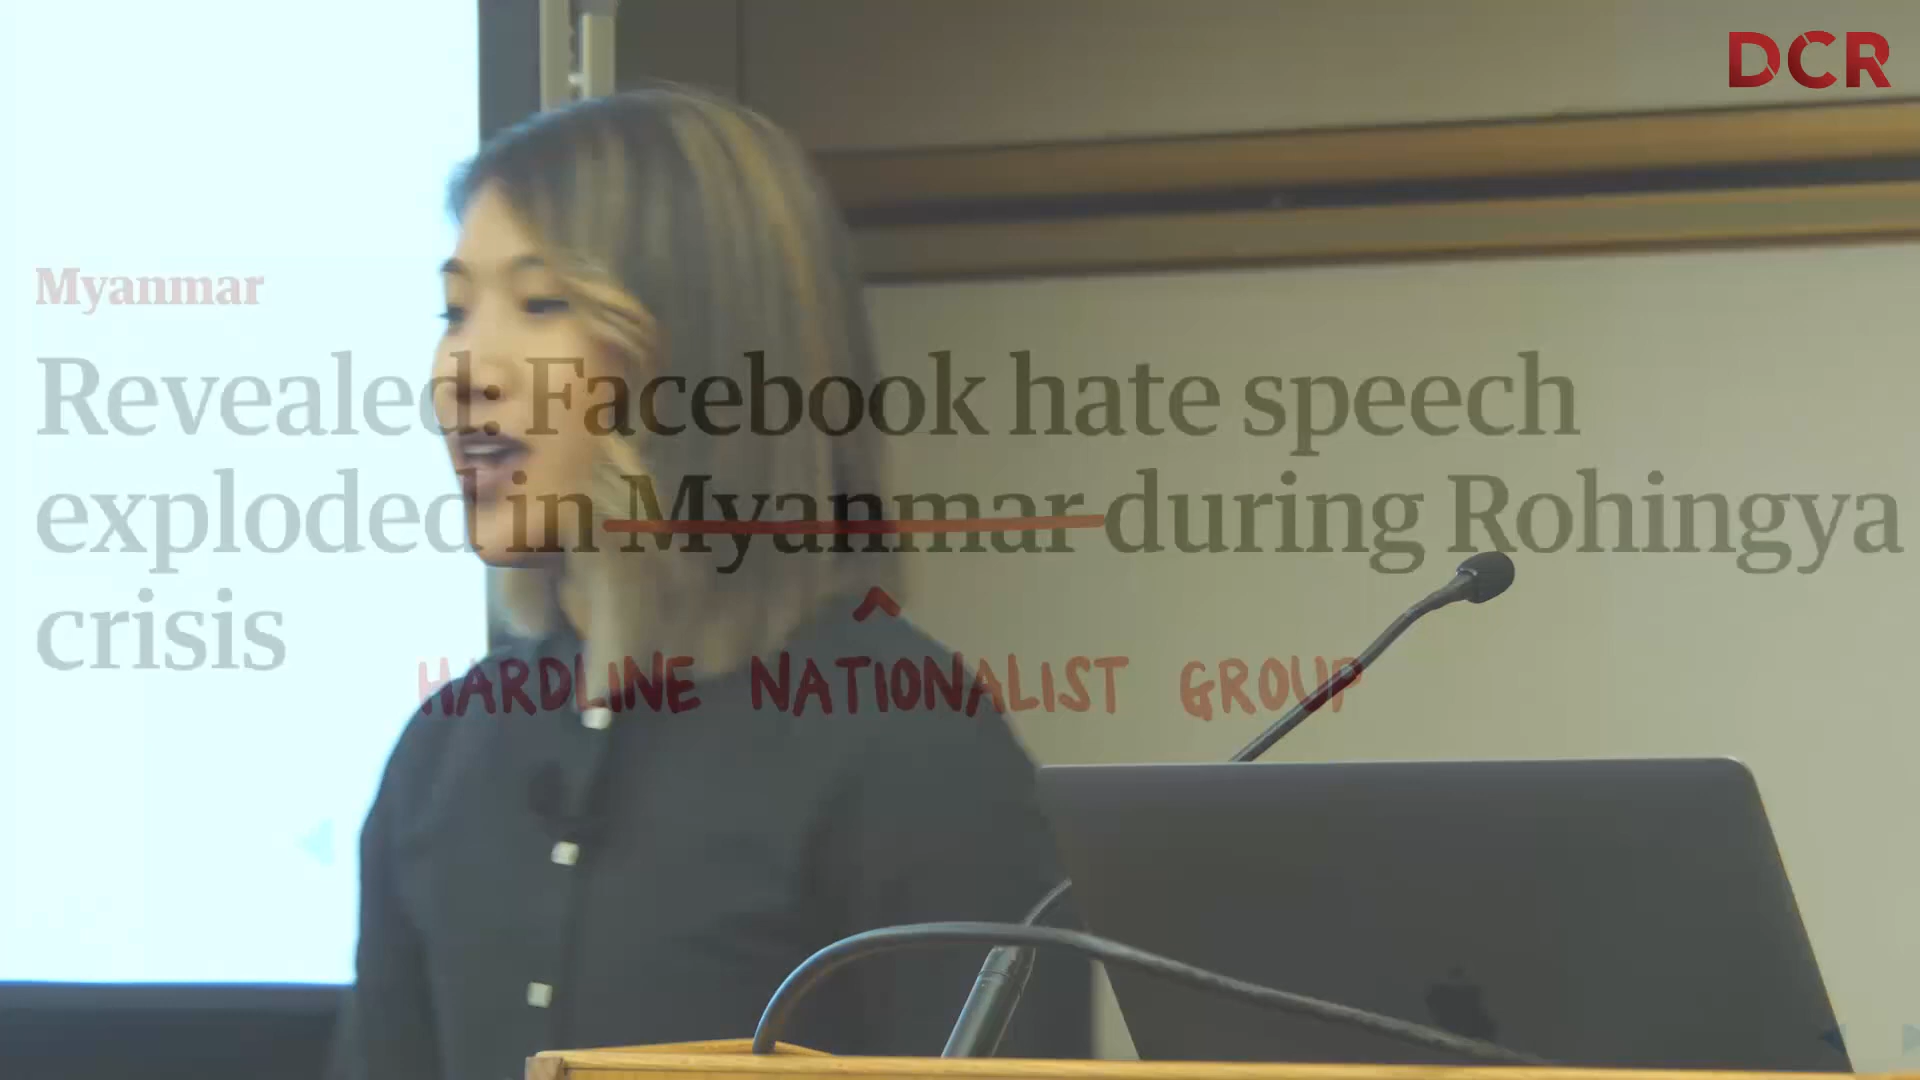 DCR
Myanmar
Revealed: Facebook hate speech
exploded in Myanmar during Rohingya
crisis
^
HARDLINE NATIONALIST GROUP